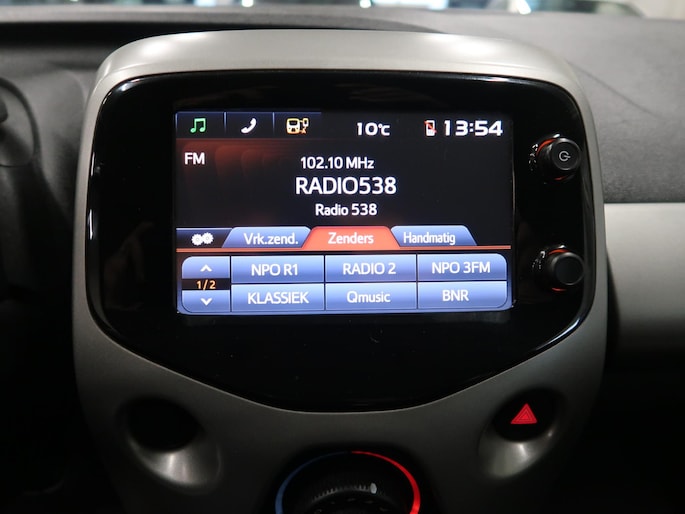 10°C 13:54
FM
102.10 MHz
RADIO538
Radio 538
Vrk.zend. Zenders Handmatig
NPO R1 RADIO 2 NPO 3FM
1/2
KLASSIEK Qmusic BNR